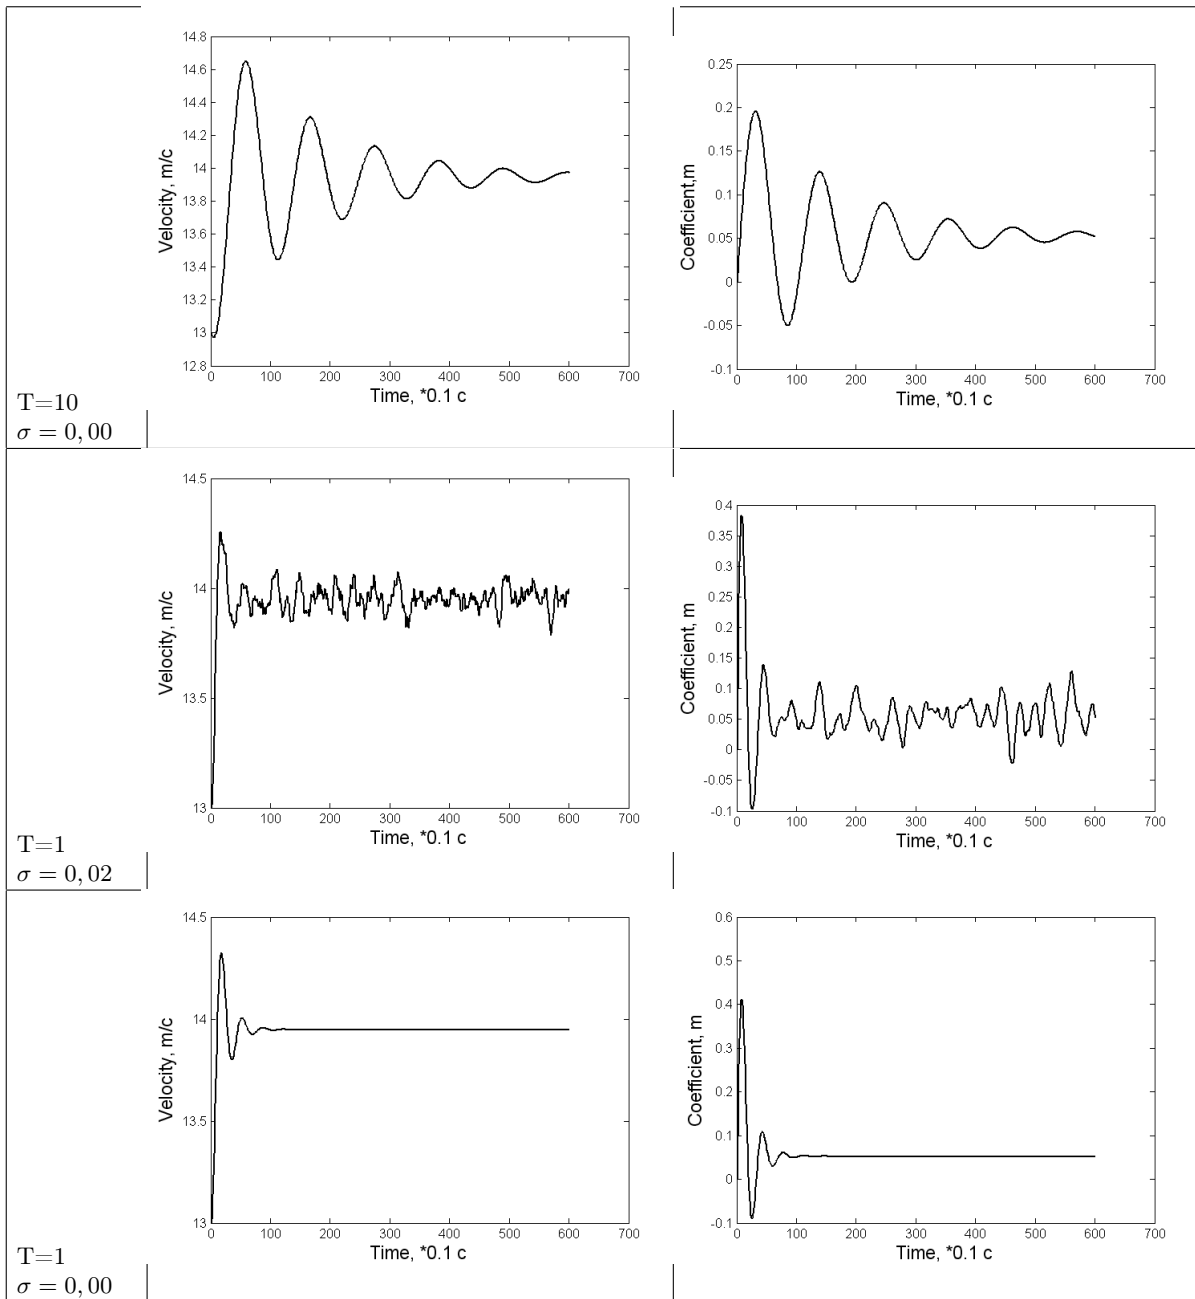 14.8
14.6
14.4
14.2
14
13.8
13.6
13.4
13.2
13
12.8
0 100 200 300 400 500 600 700
Velocity, m/c
Time, *0.1 c
0.25
0.2
0.15
0.1
0.05
0
-0.05
-0.1
0 100 200 300 400 500 600 700
Coefficient,m
Time, *0.1 c
T=10
σ = 0, 00
14.5
14
13.5
13
0 100 200 300 400 500 600 700
Velocity, m/c
Time, *0.1 c
0.4
0.35
0.3
0.25
0.2
0.15
0.1
0.05
0
-0.05
-0.1
0 100 200 300 400 500 600 700
Coefficient, m
Time, *0.1 c
T=1
σ = 0, 02
14.5
14
13.5
13
0 100 200 300 400 500 600 700
Velocity, m/c
Time, *0.1 c
0.6
0.5
0.4
0.3
0.2
0.1
0
-0.1
0 100 200 300 400 500 600 700
Coefficient, m
Time, *0.1 c
T=1
σ = 0, 00